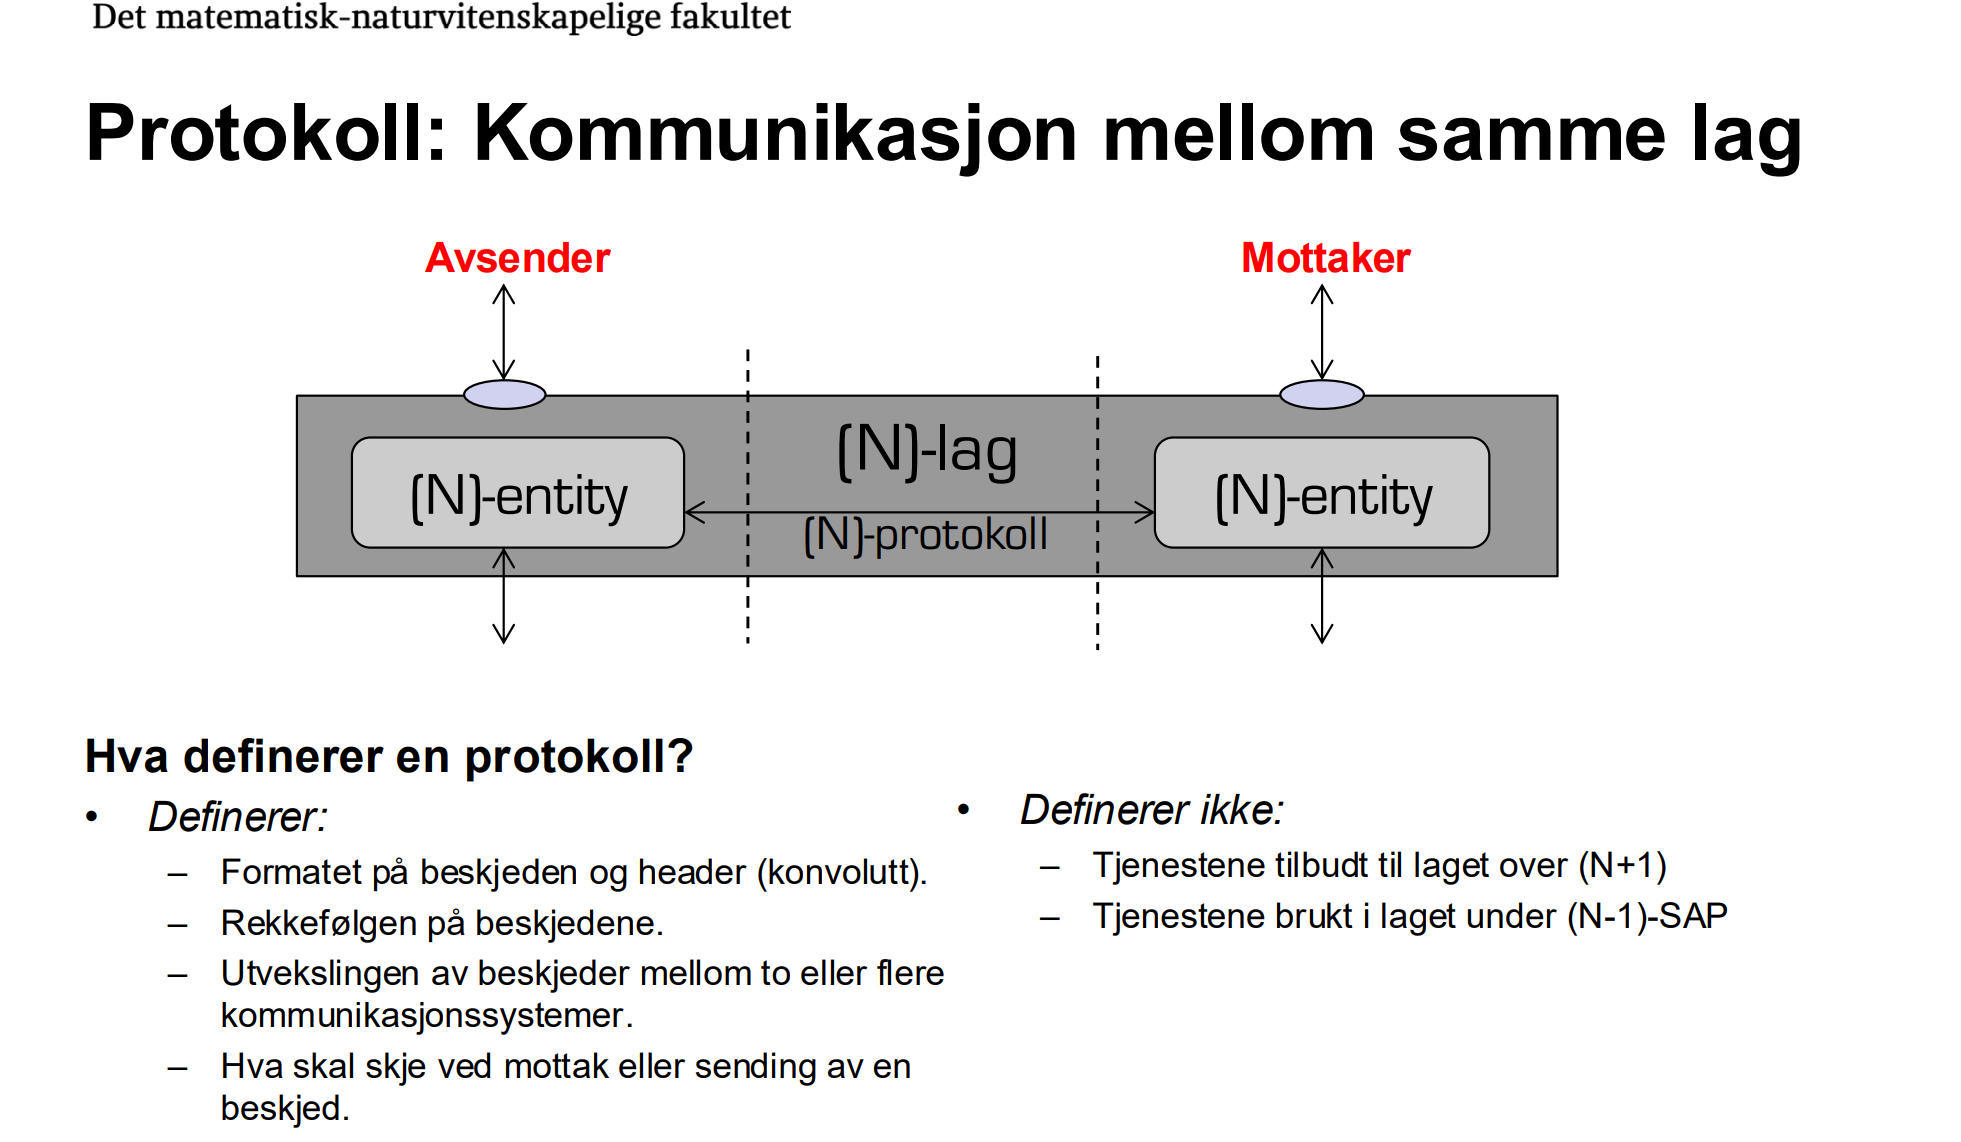 Det matematisk-naturvitenskapelige fakultet
Protokoll: Kommunikasjon mellom samme lag
Avsender
Mottaker
(N)-lag
(N)-entity
(N)-entity
(N)-protokoll
Hva definerer en protokoll?
• Definerer:
– Formatet på beskjeden og header (konvolutt).
– Rekkefølgen på beskjedene.
– Utvekslingen av beskjeder mellom to eller flere
kommunikasjonssystemer.
– Hva skal skje ved mottak eller sending av en
beskjed.
• Definerer ikke:
– Tjenestene tilbudt til laget over (N+1)
– Tjenestene brukt i laget under (N-1)-SAP